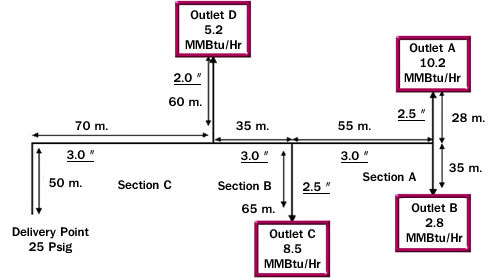 Outlet D
5.2
MMBtu/Hr
Outlet A
10.2
MMBtu/Hr
2.0 "
60 m.
2.5 "
28 m.
70 m.
35 m.
55 m.
3.0 "
3.0 "
3.0 "
50 m.
Section C
Section B
2.5 "
Section A
35 m.
65 m.
Delivery Point
25 Psig
Outlet C
8.5
MMBtu/Hr
Outlet B
2.8
MMBtu/Hr